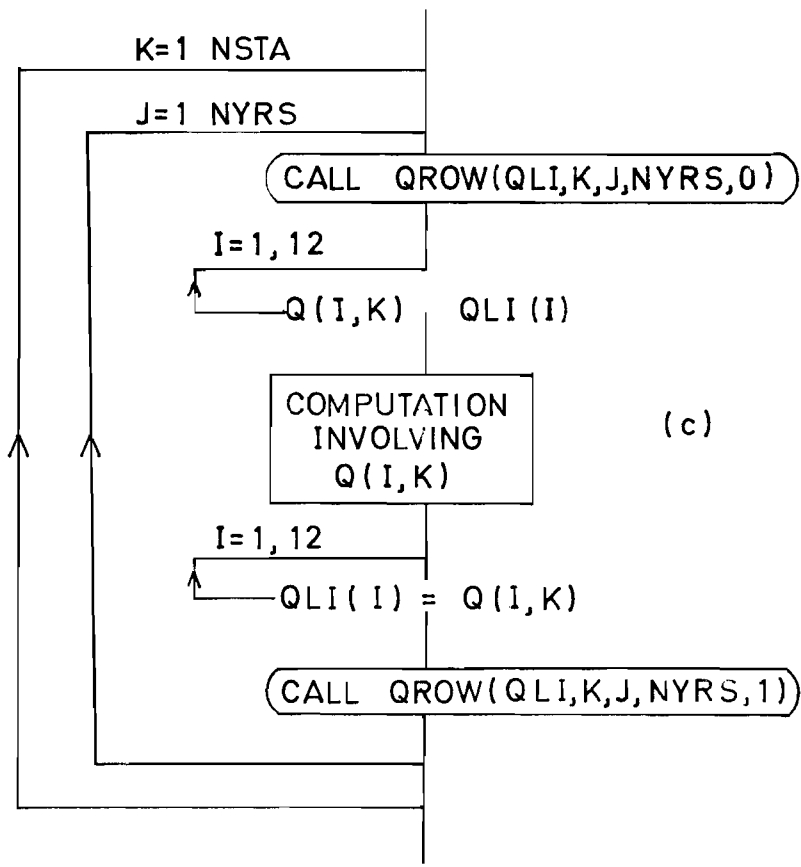 K=1 NSTA
J=1 NYRS
CALL QROW(QLI,K,J,NYRS,0)
I=1, 12
Q(I,K) QLI(I)
COMPUTATION
INVOLVING
Q(I,K)
(c)
I=1, 12
QLI(I) = Q(I,K)
CALL QROW(QLI,K,J,NYRS,1)